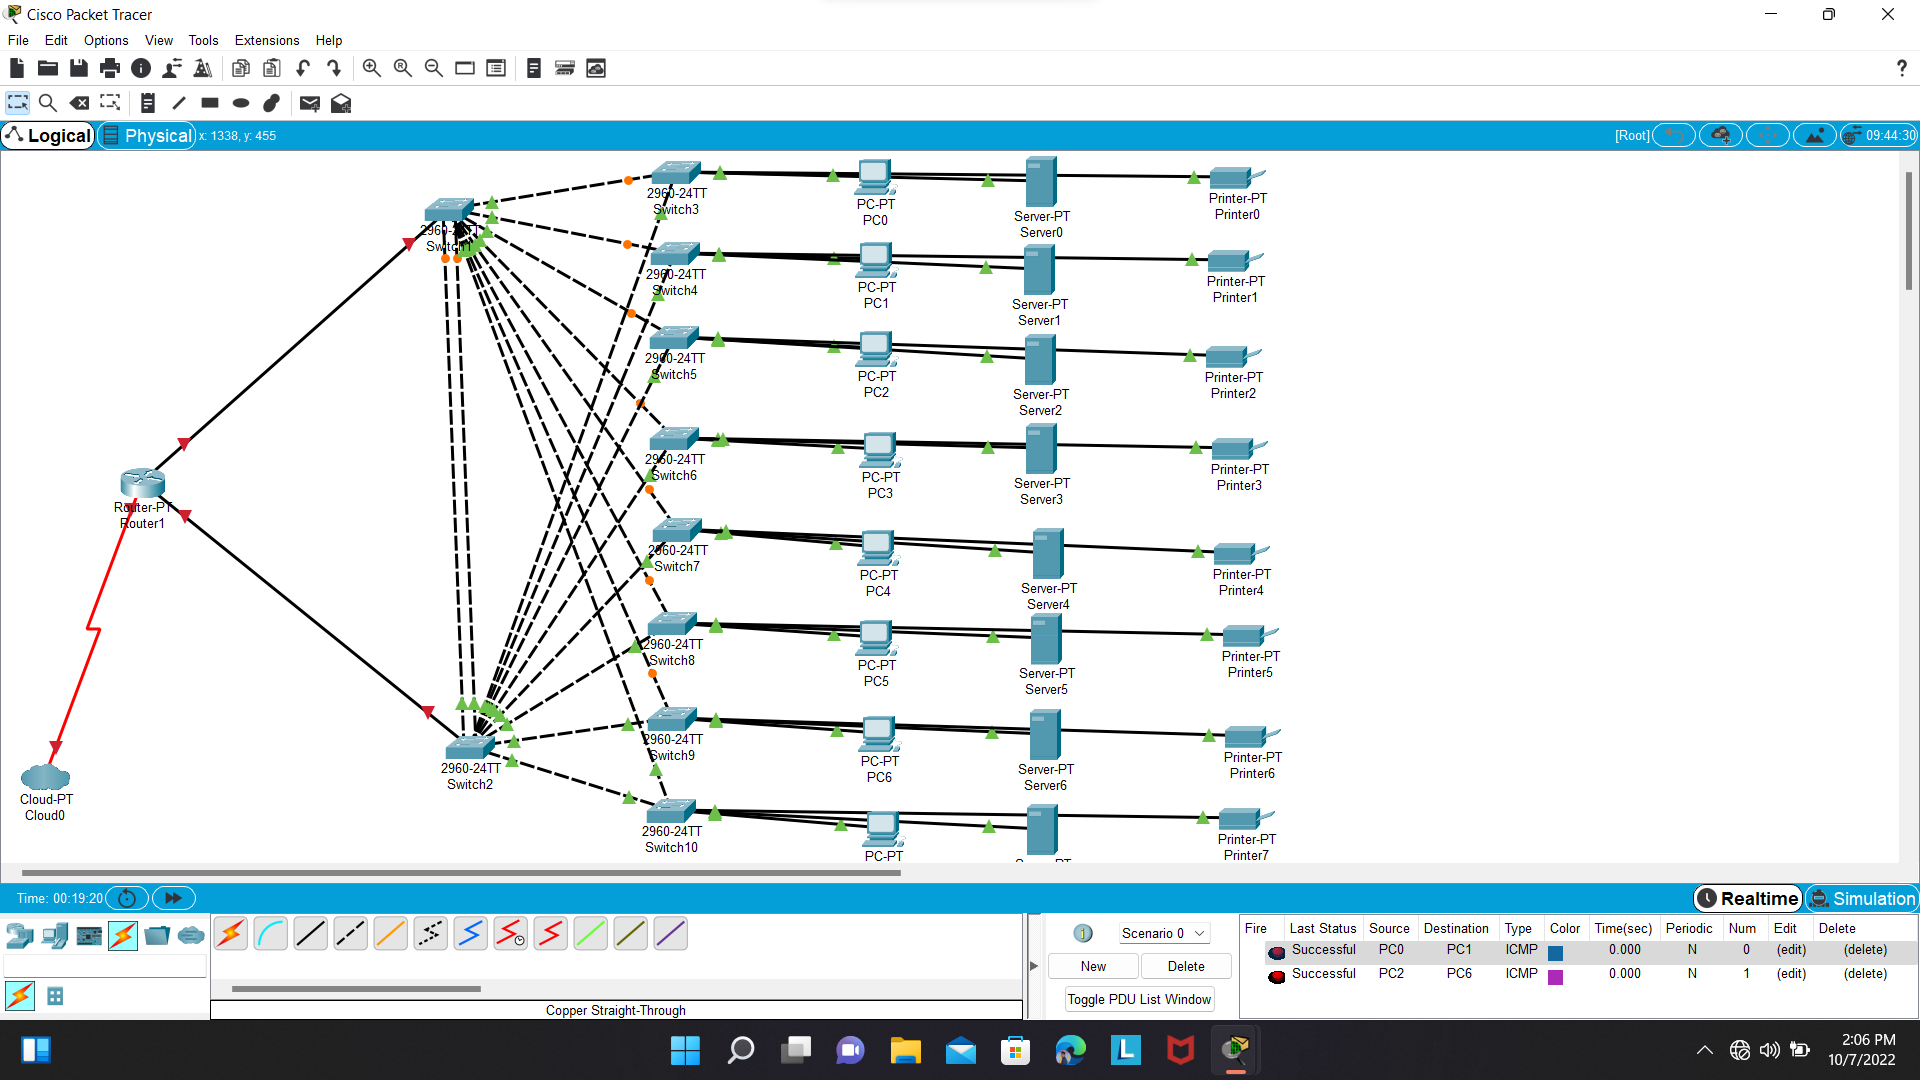 Cisco Packet Tracer
File Edit Options View Tools Extensions Help
Logical Physical x: 1338, y: 455 [Root] 09:44:30
2960-24TT
Switch3
PC-PT
PC0
Server-PT
Server0
Printer-PT
Printer0
Switch1
2960-24TT
Switch4
PC-PT
PC1
Server-PT
Server1
Printer-PT
Printer1
2960-24TT
Switch5
PC-PT
PC2
Server-PT
Server2
Printer-PT
Printer2
2960-24TT
Switch6
PC-PT
PC3
Server-PT
Server3
Printer-PT
Printer3
Router-PT
Router1
2960-24TT
Switch7
PC-PT
PC4
Server-PT
Server4
Printer-PT
Printer4
2960-24TT
Switch8
PC-PT
PC5
Server-PT
Server5
Printer-PT
Printer5
2960-24TT
Switch9
PC-PT
PC6
Server-PT
Server6
Printer-PT
Printer6
2960-24TT
Switch2
Cloud-PT
Cloud0
2960-24TT
Switch10
PC-PT
Printer-PT
Printer7
Time: 00:19:20 Realtime Simulation
Scenario 0
New Delete
Toggle PDU List Window
Fire Last Status Source Destination Type Color Time(sec) Periodic Num Edit Delete
Successful PC0 PC1 ICMP 0.000 N 0 (edit) (delete)
Successful PC2 PC6 ICMP 0.000 N 1 (edit) (delete)
Copper Straight-Through
2:06 PM
10/7/2022